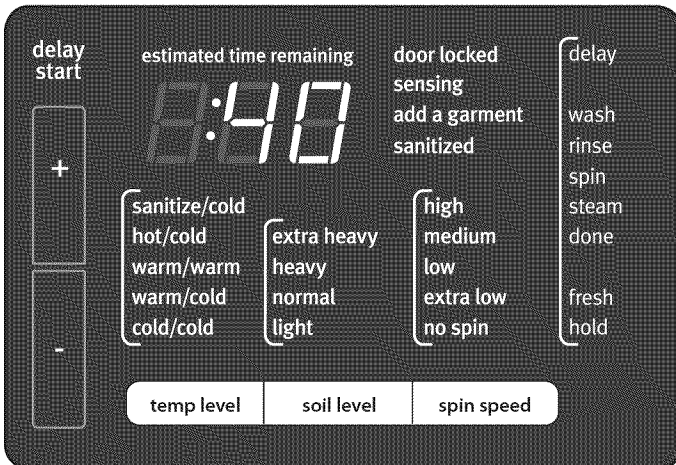 delay
start
+
-
estimated time remaining
:40
door locked
sensing
add a garment
sanitized
delay
wash
rinse
spin
steam
done
fresh
hold
sanitize/cold
hot/cold
warm/warm
warm/cold
cold/cold
extra heavy
heavy
normal
light
high
medium
low
extra low
no spin
temp level
soil level
spin speed